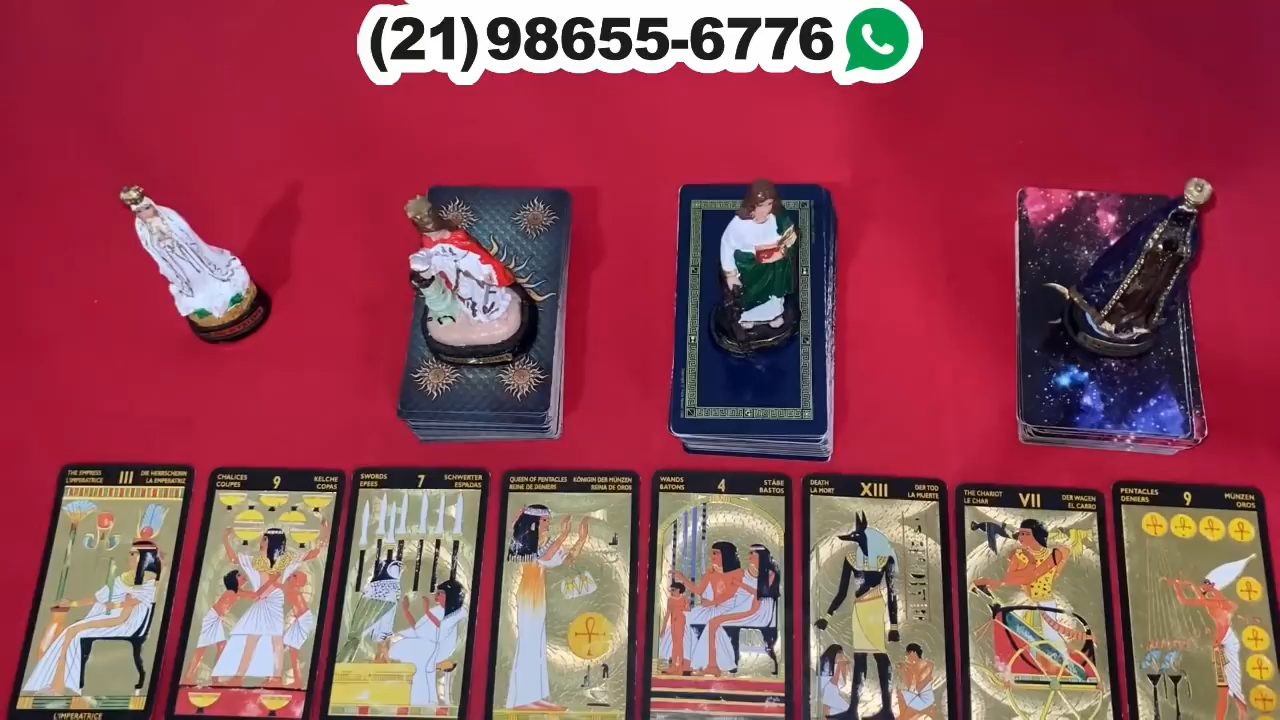 (21)98655-6776
THE EMPRESS
L'IMPERATRICE
III
DIE HERRSCHERIN
LA EMPERATRIZ
L'IMPERATRICE
CHALICES
COUPES
9
KELCHE
COPAS
SWORDS
EPEES
7
SCHWERTER
ESPADAS
QUEEN OF PENTACLES
REINE DE DENIERS
KÖNIGIN DER MÜNZEN
REINA DE OROS
WANDS
BATONS
4
STÄBE
BASTOS
DEATH
LA MORT
XIII
DER TOD
LA MUERTE
THE CHARIOT
LE CHAR
VII
DER WAGEN
EL CARRO
PENTACLES
DENIERS
9
MÜNZEN
OROS